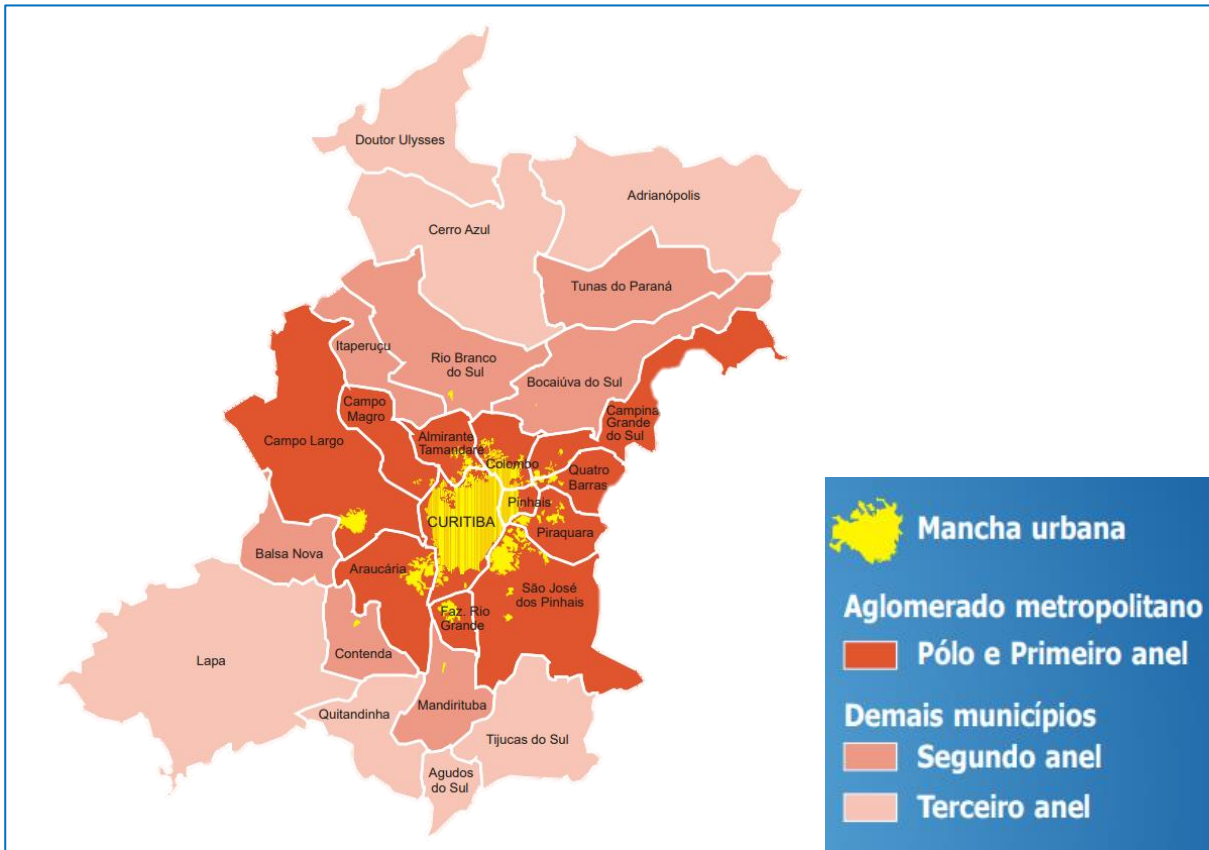 Doutor Ulysses
Adrianópolis
Cerro Azul
Tunas do Paraná
Itaperuçu
Rio Branco
do Sul
Bocaiúva do Sul
Campo
Magro
Campina
Grande
do Sul
Campo Largo
Almirante
Tamandaré
Colombo
Quatro
Barras
Pinhais
CURITIBA
Piraquara
Balsa Nova
Araucária
São José
dos Pinhais
Faz. Rio
Grande
Contenda
Lapa
Mandirituba
Quitandinha
Tijucas do Sul
Agudos
do Sul
Mancha urbana
Aglomerado metropolitano
Pólo e Primeiro anel
Demais municípios
Segundo anel
Terceiro anel